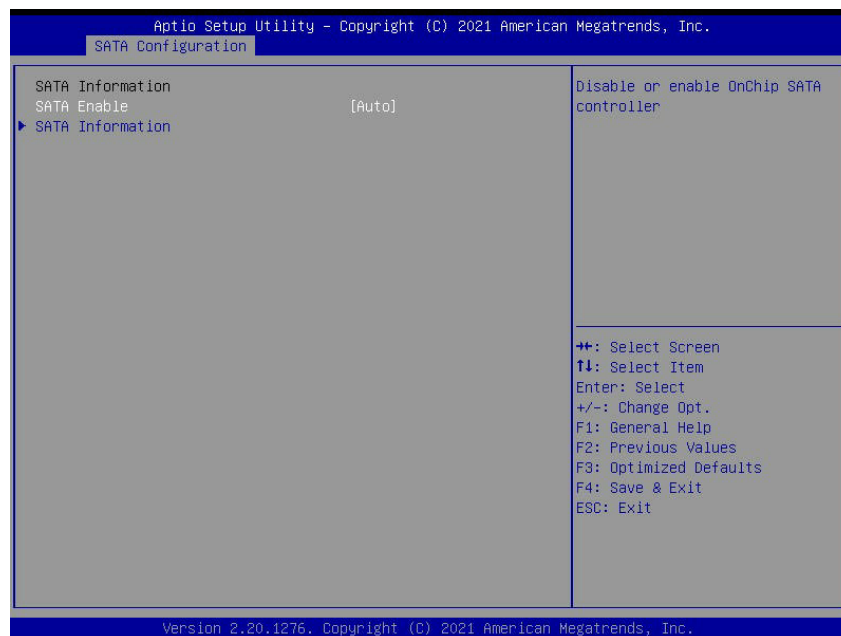 Aptio Setup Utility – Copyright (C) 2021 American Megatrends, Inc.
SATA Configuration
SATA Information
SATA Enable [Auto]
SATA Information
Disable or enable OnChip SATA
controller
→←: Select Screen
↑↓: Select Item
Enter: Select
+/-: Change Opt.
F1: General Help
F2: Previous Values
F3: Optimized Defaults
F4: Save & Exit
ESC: Exit
Version 2.20.1276. Copyright (C) 2021 American Megatrends, Inc.